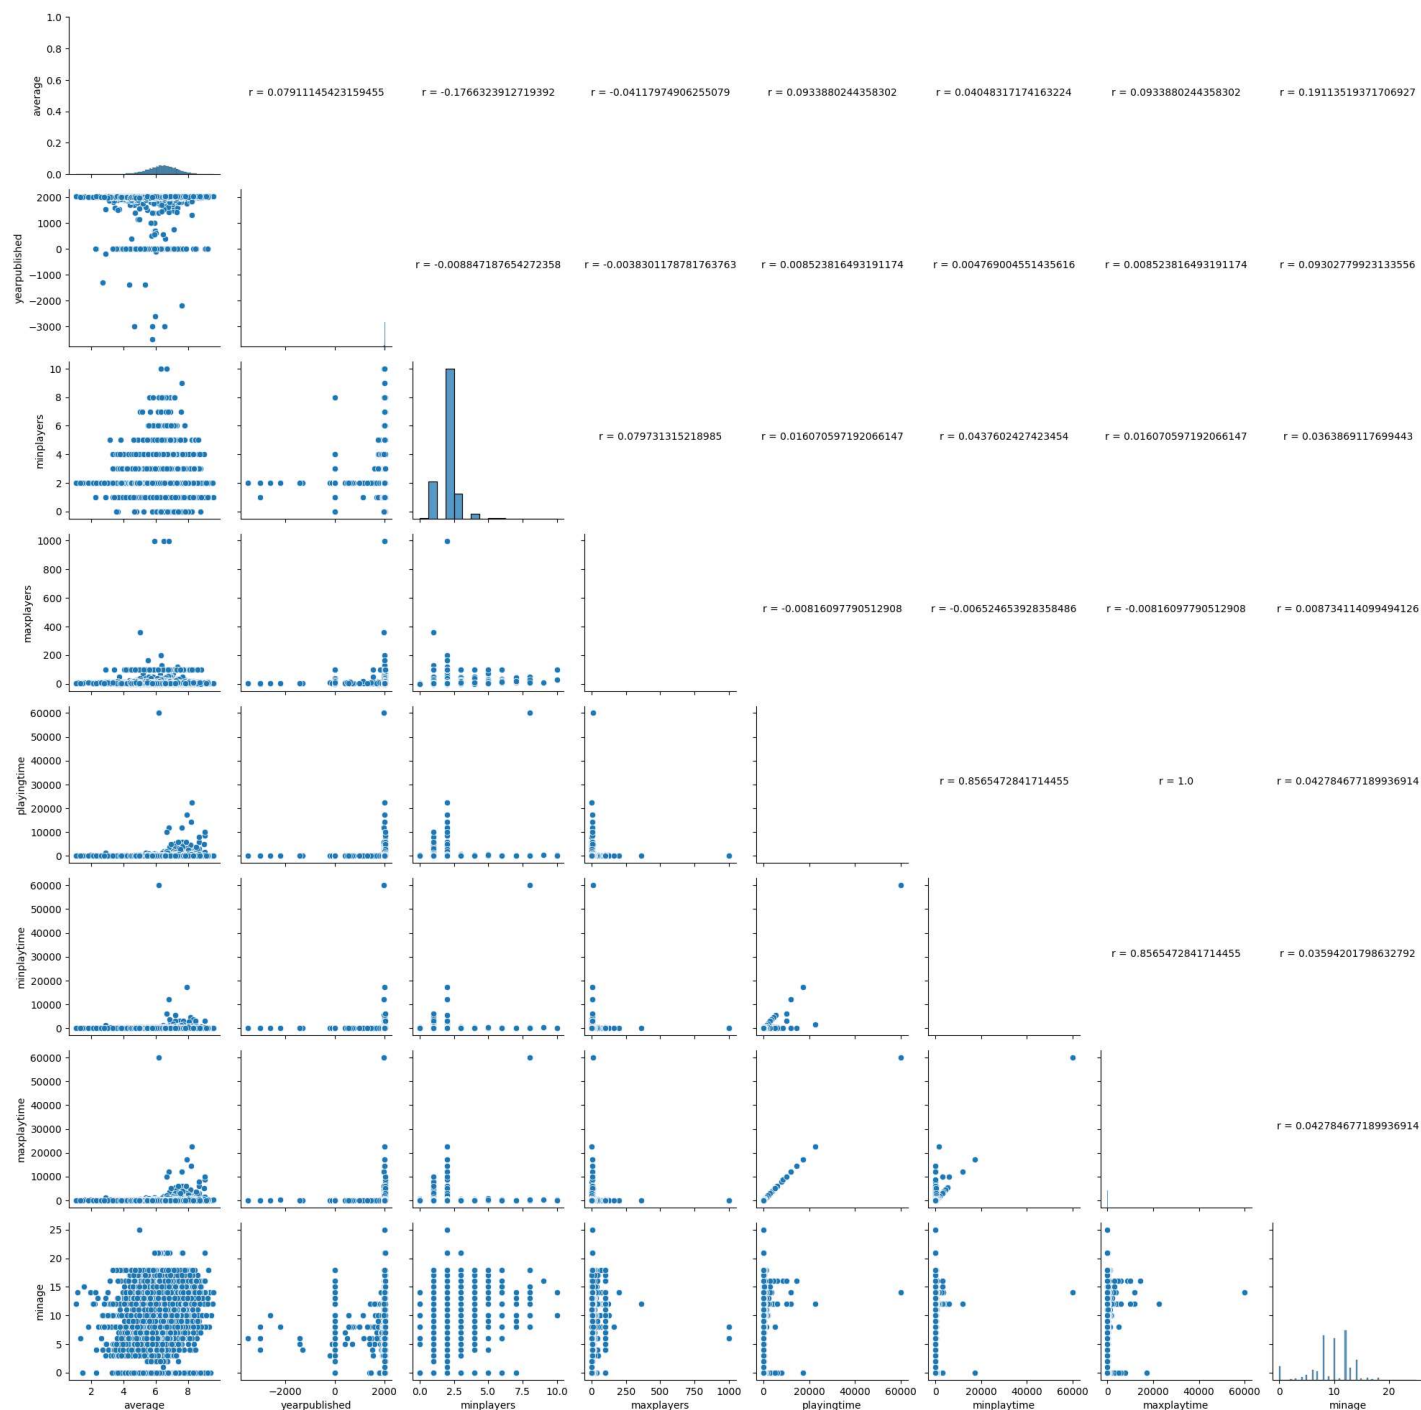 1.0
0.8
0.6
0.4
0.2
0.0
average
r = 0.07911145423159455
r = -0.1766323912719392
r = -0.04117974906255079
r = 0.0933880244358302
r = 0.04048317174163224
r = 0.0933880244358302
r = 0.19113519371706927
2000
1000
0
−1000
−2000
−3000
yearpublished
r = -0.008847187654272358
r = -0.0038301178781763763
r = 0.008523816493191174
r = 0.004769004551435616
r = 0.008523816493191174
r = 0.09302779923133556
10
8
6
4
2
0
minplayers
r = 0.079731315218985
r = 0.016070597192066147
r = 0.0437602427423454
r = 0.016070597192066147
r = 0.0363869117699443
1000
800
600
400
200
0
maxplayers
r = -0.00816097790512908
r = -0.006524653928358486
r = -0.00816097790512908
r = 0.008734114099494126
60000
50000
40000
30000
20000
10000
0
playingtime
r = 0.8565472841714455
r = 1.0
r = 0.042784677189936914
60000
50000
40000
30000
20000
10000
0
minplaytime
r = 0.8565472841714455
r = 0.03594201798632792
60000
50000
40000
30000
20000
10000
0
maxplaytime
r = 0.042784677189936914
25
20
15
10
5
0
minage
2 4 6 8
average
−2000 0 2000
yearpublished
0.0 2.5 5.0 7.5 10.0
minplayers
0 250 500 750 1000
maxplayers
0 20000 40000 60000
playingtime
0 20000 40000 60000
minplaytime
0 20000 40000 60000
maxplaytime
0 10 20
minage